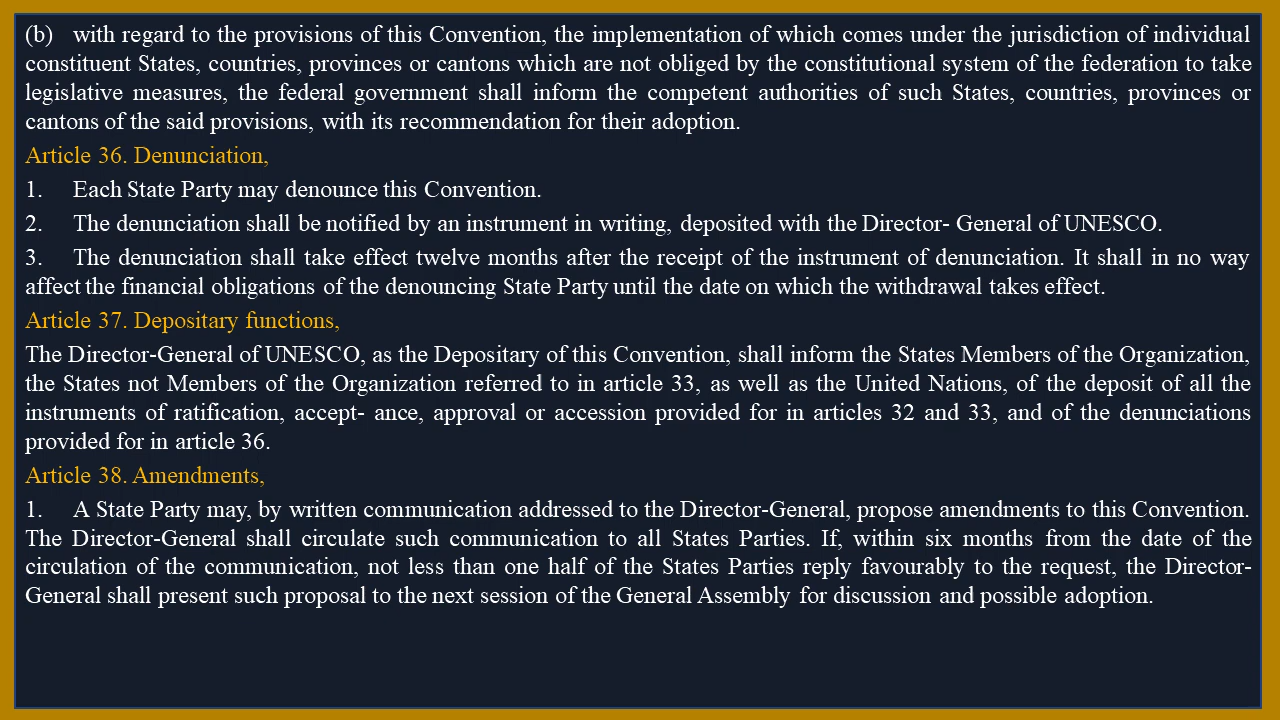 (b) with regard to the provisions of this Convention, the implementation of which comes under the jurisdiction of individual
constituent States, countries, provinces or cantons which are not obliged by the constitutional system of the federation to take
legislative measures, the federal government shall inform the competent authorities of such States, countries, provinces or
cantons of the said provisions, with its recommendation for their adoption.
Article 36. Denunciation,
1. Each State Party may denounce this Convention.
2. The denunciation shall be notified by an instrument in writing, deposited with the Director- General of UNESCO.
3. The denunciation shall take effect twelve months after the receipt of the instrument of denunciation. It shall in no way
affect the financial obligations of the denouncing State Party until the date on which the withdrawal takes effect.
Article 37. Depositary functions,
The Director-General of UNESCO, as the Depositary of this Convention, shall inform the States Members of the Organization,
the States not Members of the Organization referred to in article 33, as well as the United Nations, of the deposit of all the
instruments of ratification, accept- ance, approval or accession provided for in articles 32 and 33, and of the denunciations
provided for in article 36.
Article 38. Amendments,
1. A State Party may, by written communication addressed to the Director-General, propose amendments to this Convention.
The Director-General shall circulate such communication to all States Parties. If, within six months from the date of the
circulation of the communication, not less than one half of the States Parties reply favourably to the request, the Director-
General shall present such proposal to the next session of the General Assembly for discussion and possible adoption.